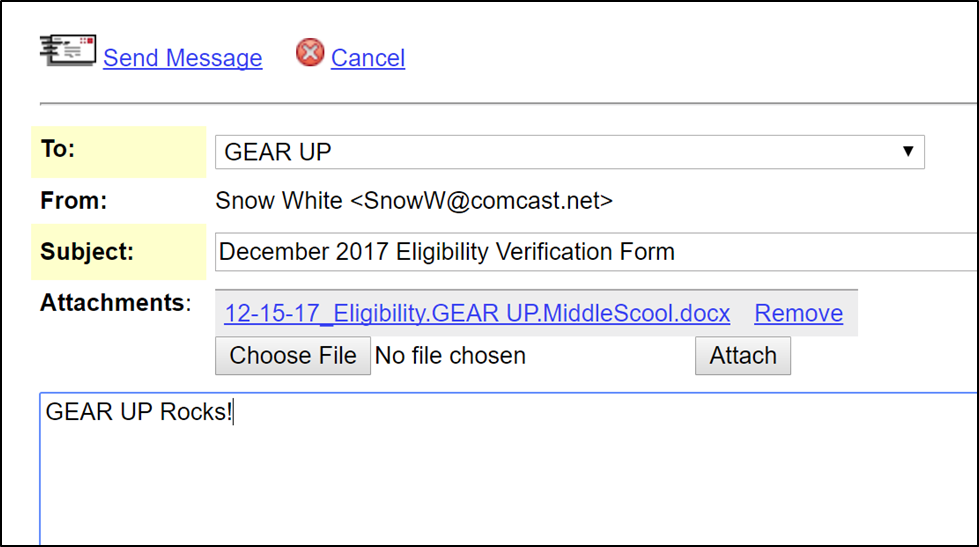 Send Message Cancel
To: GEAR UP
From: Snow White <SnowW@comcast.net>
Subject: December 2017 Eligibility Verification Form
Attachments: 12-15-17_Eligibility.GEAR UP.MiddleScool.docx Remove
Choose File No file chosen Attach
GEAR UP Rocks!